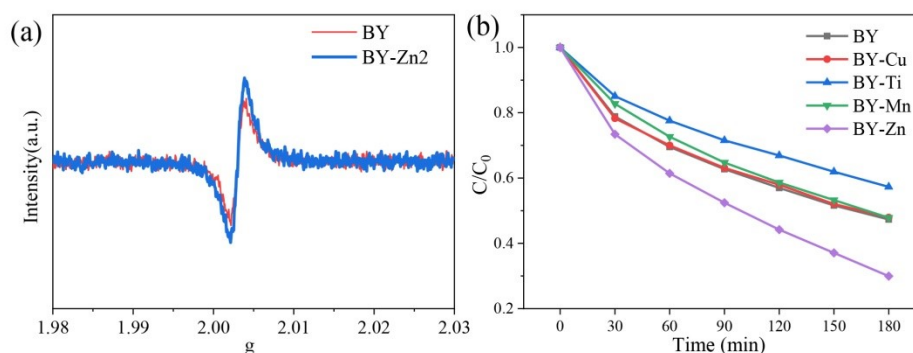 (a)
BY
BY-Zn2
Intensity(a.u.)
1.98 1.99 2.00 2.01 2.02 2.03
g
(b)
BY
BY-Cu
BY-Ti
BY-Mn
BY-Zn
C/C0
1.0
0.8
0.6
0.4
0.2
0 30 60 90 120 150 180
Time (min)